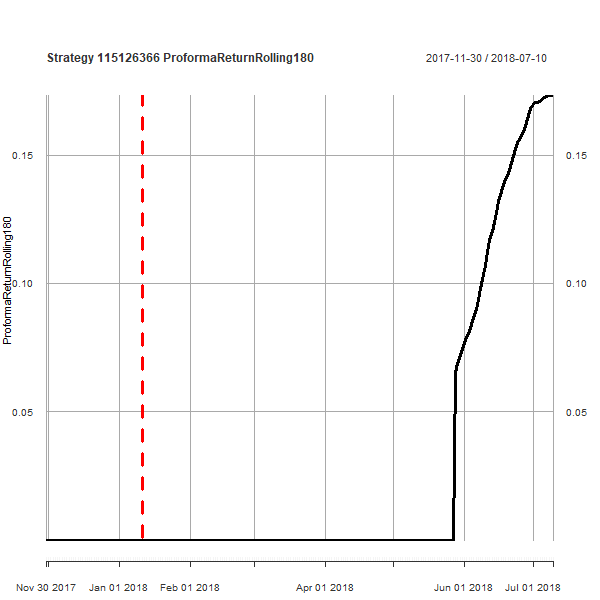 Strategy 115126366 ProformaReturnRolling180
2017-11-30 / 2018-07-10
0.15
0.15
ProformaReturnRolling180
0.10
0.10
0.05
0.05
Nov 30 2017
Jan 01 2018
Feb 01 2018
Apr 01 2018
Jun 01 2018
Jul 01 2018